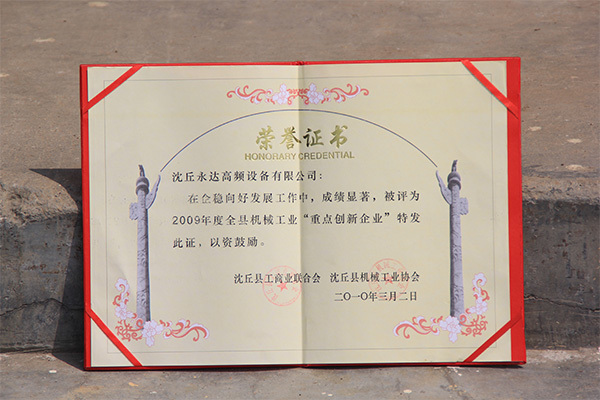 荣誉证书
HONORARY CREDENTIAL
沈丘永达高频设备有限公司：
在企稳向好发展工作中，成绩显著，被评为
2009年度全县机械工业“重点创新企业”特发
此证，以资鼓励。
沈丘县工商业联合会 沈丘县机械工业协会
二〇一〇年三月二日